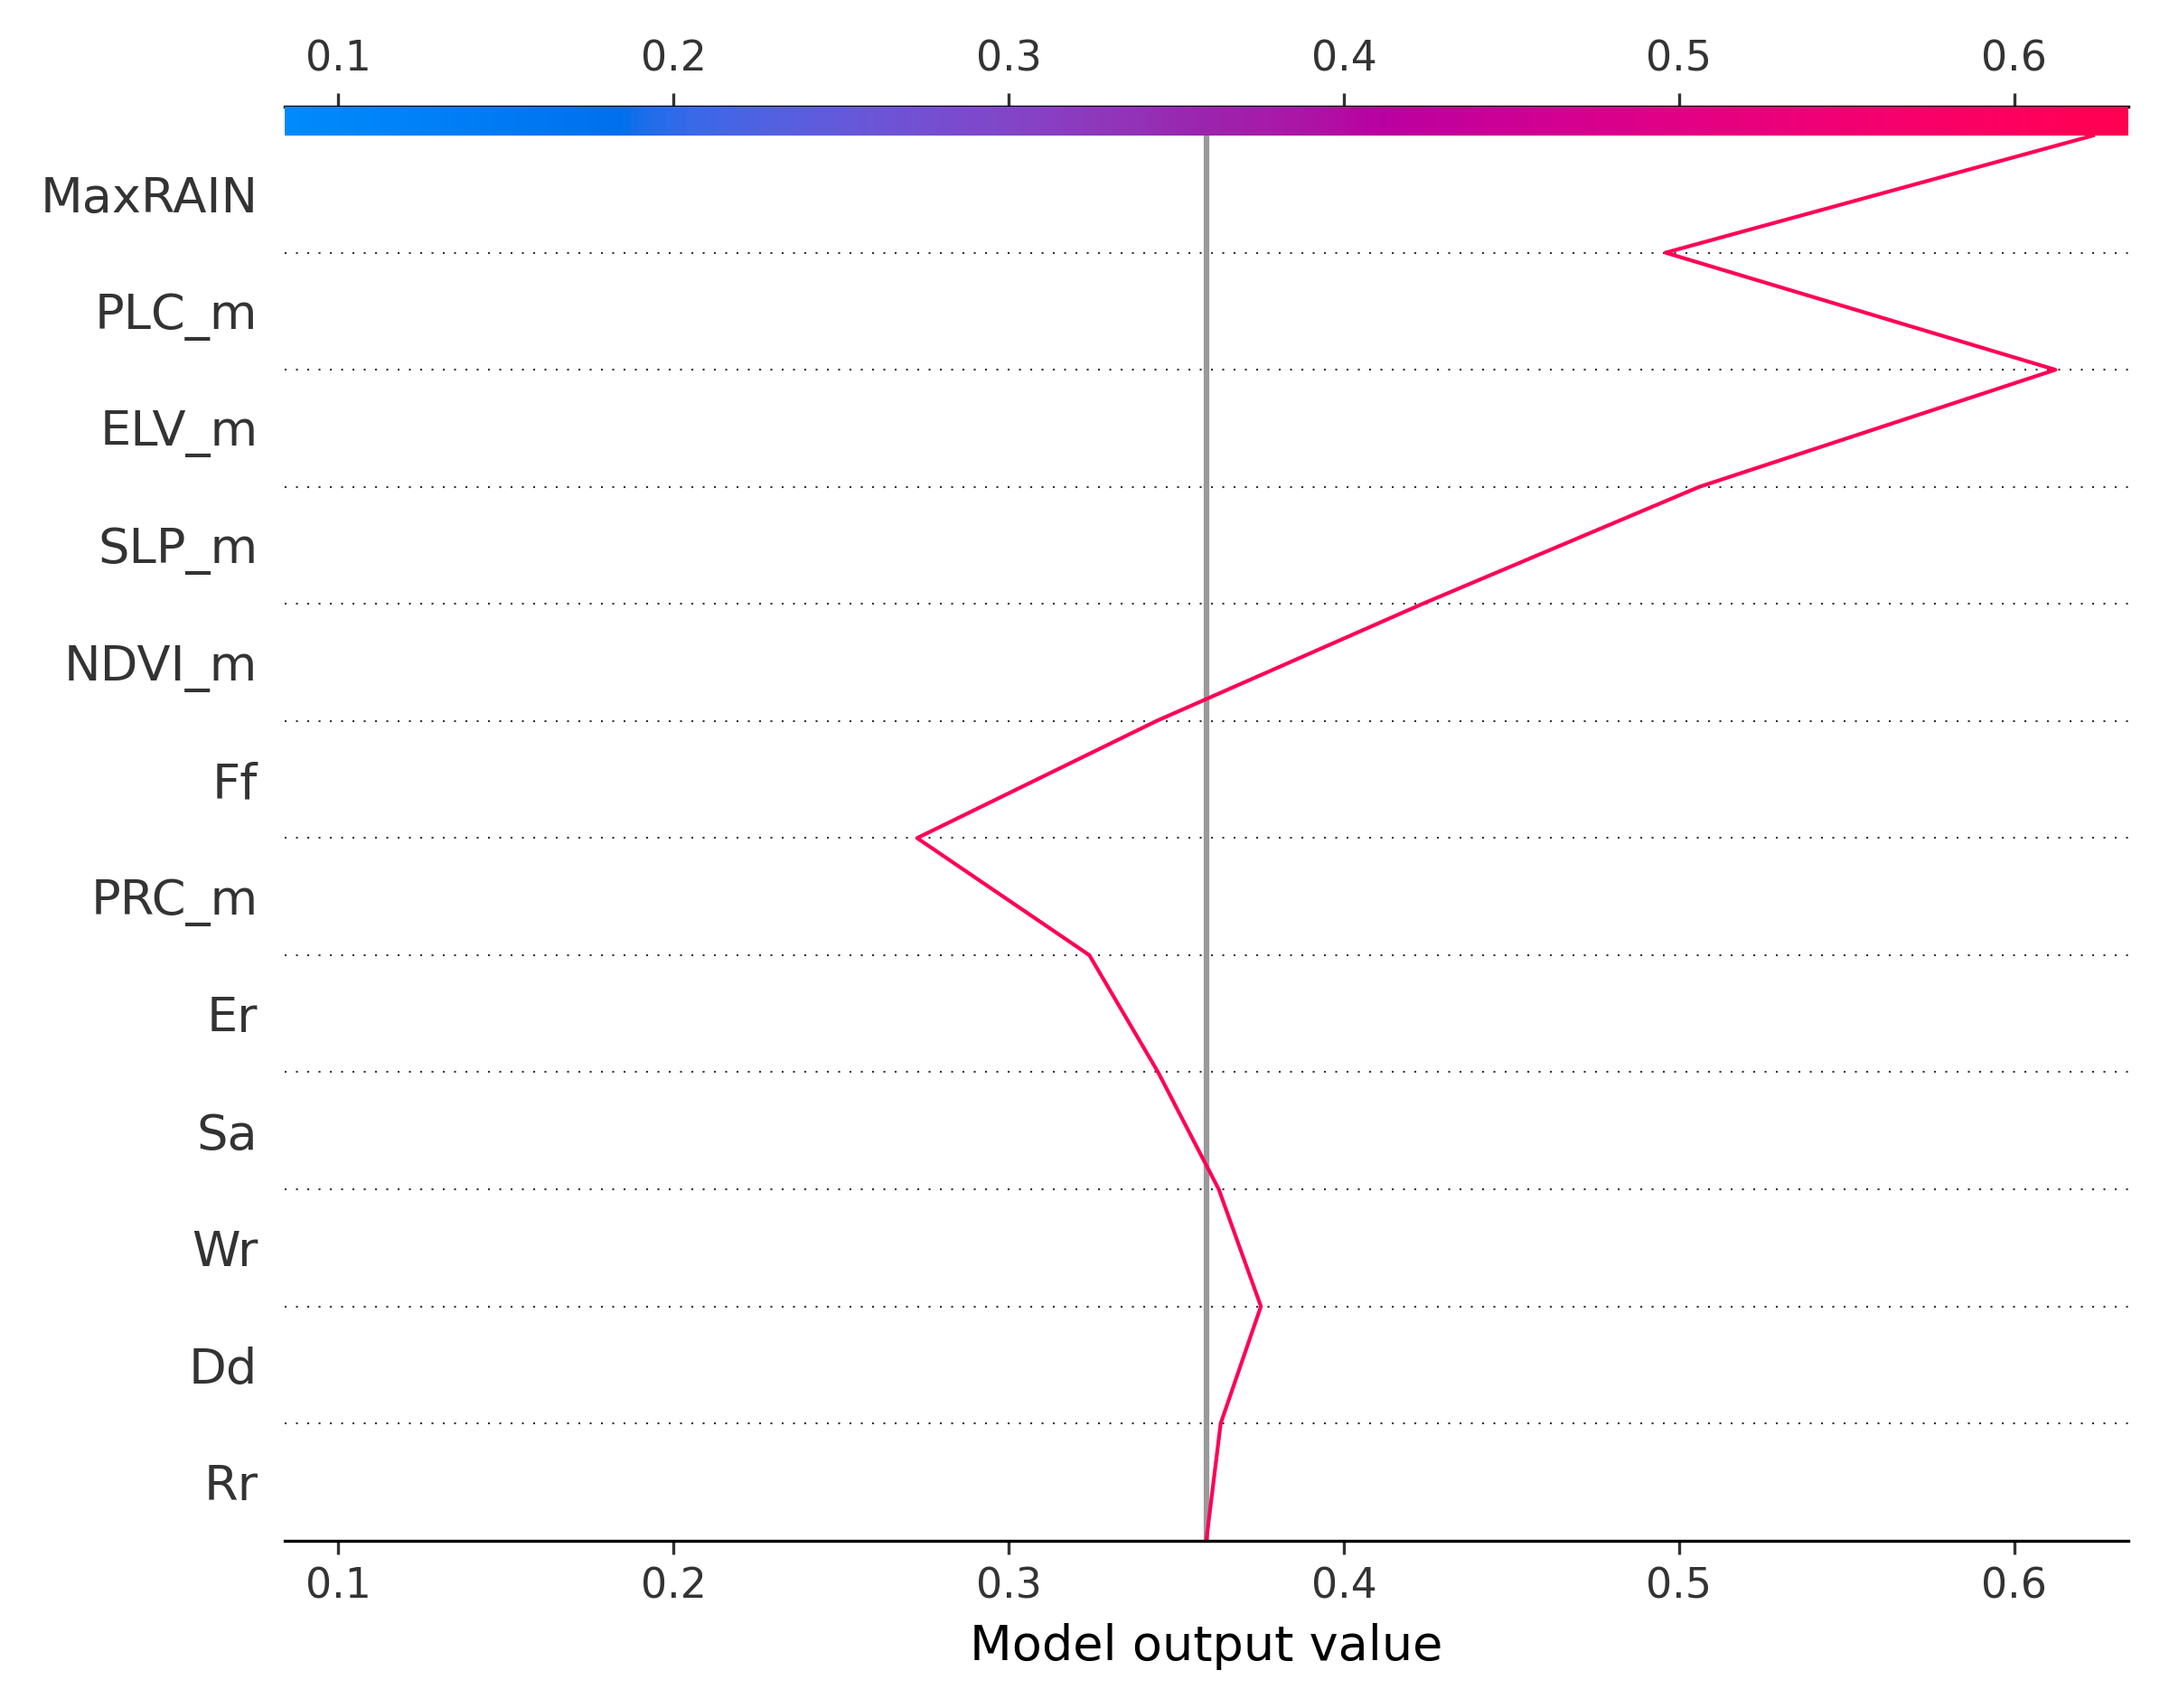 0.1 0.2 0.3 0.4 0.5 0.6
MaxRAIN
PLC_m
ELV_m
SLP_m
NDVI_m
Ff
PRC_m
Er
Sa
Wr
Dd
Rr
0.1 0.2 0.3 0.4 0.5 0.6
Model output value